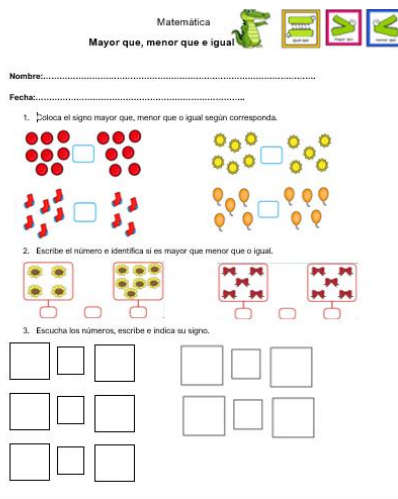 Matemática
Mayor que, menor que e igual
Nombre:
Fecha:
1. Coloca el signo mayor que, menor que o igual según corresponda.
2. Escribe el número e identifica si es mayor que menor que o igual.
3. Escucha los números, escribe e indica su signo.